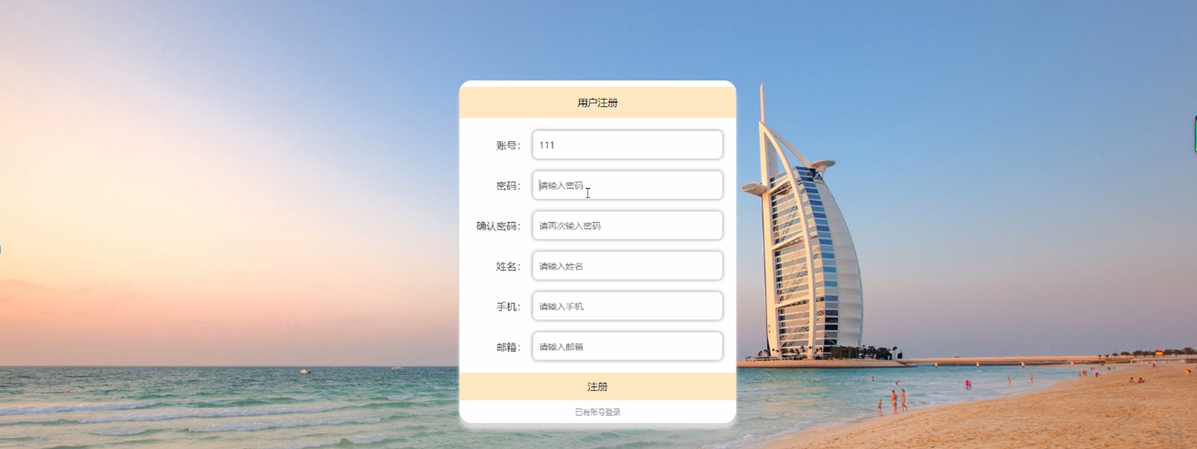 用户注册
账号： 111
密码： 请输入密码
确认密码： 请再次输入密码
姓名： 请输入姓名
手机： 请输入手机
邮箱： 请输入邮箱
注册
已有账号登录